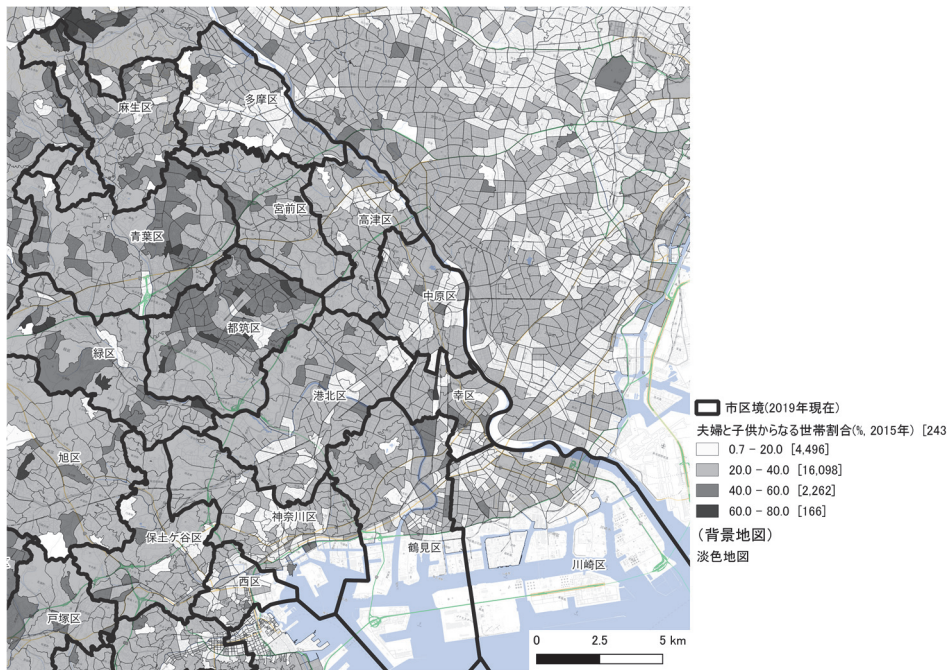 麻生区
多摩区
宮前区
高津区
青葉区
中原区
都筑区
緑区
港北区
幸区
旭区
神奈川区
保土ケ谷区
鶴見区
川崎区
西区
戸塚区
市区境(2019年現在)
夫婦と子供からなる世帯割合(%, 2015年) [243
0.7 - 20.0 [4,496]
20.0 - 40.0 [16,098]
40.0 - 60.0 [2,262]
60.0 - 80.0 [166]
(背景地図)
淡色地図
0 2.5 5 km